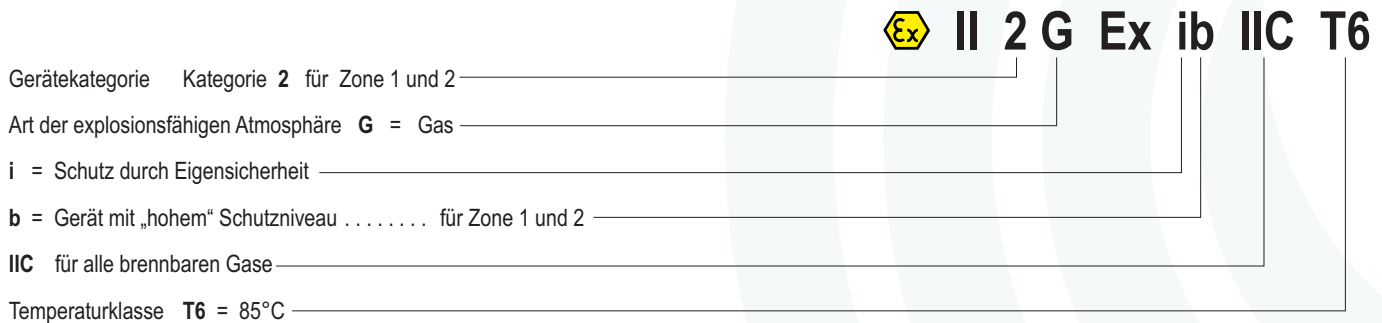 Ex II 2 G Ex ib IIC T6
Gerätekategorie Kategorie 2 für Zone 1 und 2
Art der explosionsfähigen Atmosphäre G = Gas
i = Schutz durch Eigensicherheit
b = Gerät mit „hohem“ Schutzniveau . . . . . . . . für Zone 1 und 2
IIC für alle brennbaren Gase
Temperaturklasse T6 = 85°C